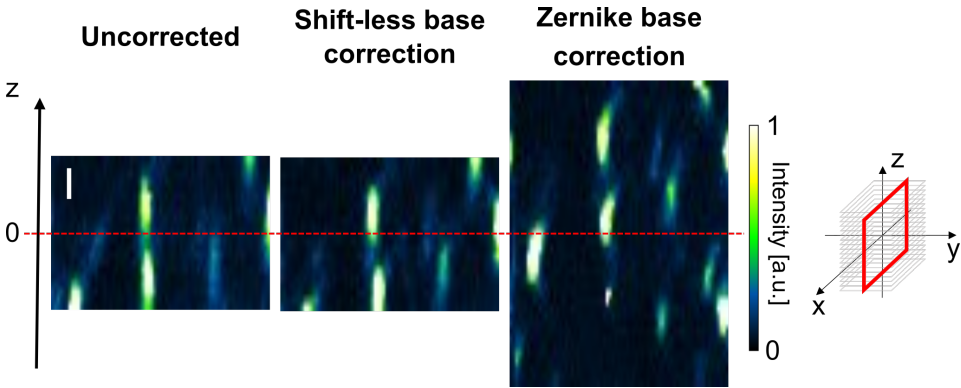 Uncorrected
Shift-less base
correction
Zernike base
correction
z
0
1
Intensity [a.u.]
0
z
y
x